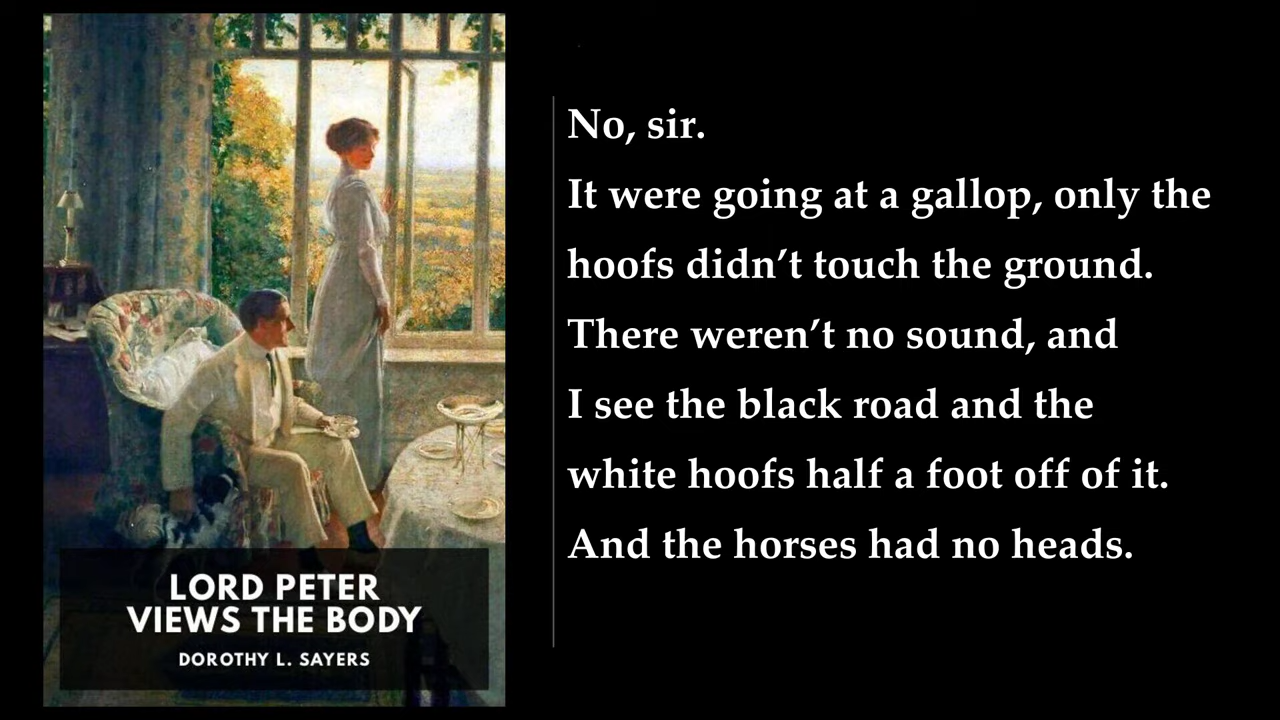 LORD PETER
VIEWS THE BODY
DOROTHY L. SAYERS
No, sir.
It were going at a gallop, only the
hoofs didn’t touch the ground.
There weren’t no sound, and
I see the black road and the
white hoofs half a foot off of it.
And the horses had no heads.